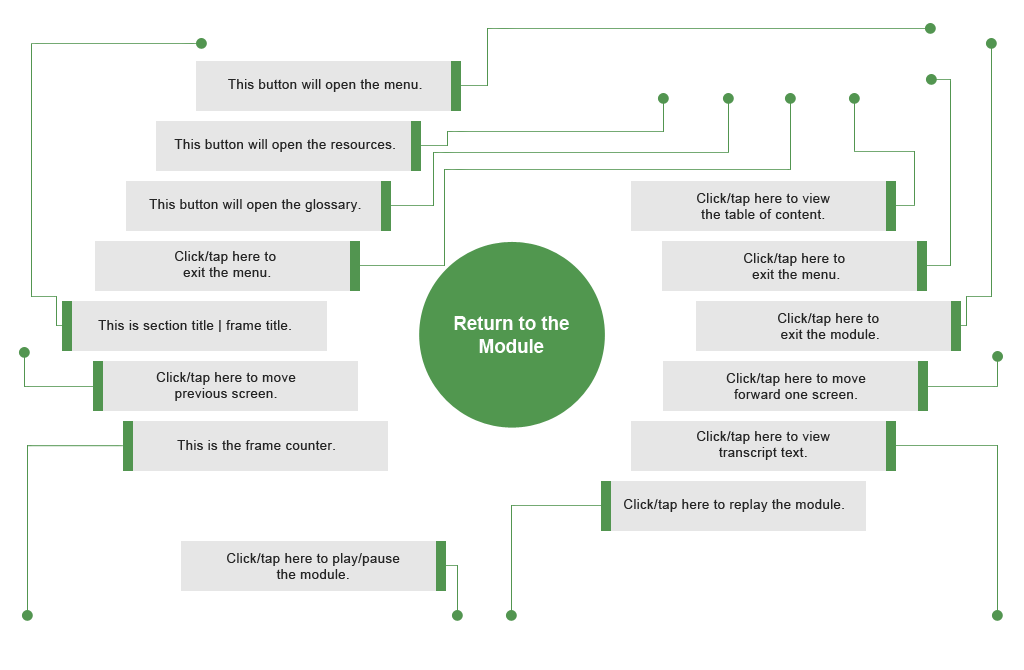 This button will open the menu.
This button will open the resources.
This button will open the glossary.
Click/tap here to
exit the menu.
This is section title | frame title.
Click/tap here to move
previous screen.
This is the frame counter.
Click/tap here to play/pause
the module.
Return to the
Module
Click/tap here to view
the table of content.
Click/tap here to
exit the menu.
Click/tap here to
exit the module.
Click/tap here to move
forward one screen.
Click/tap here to view
transcript text.
Click/tap here to replay the module.